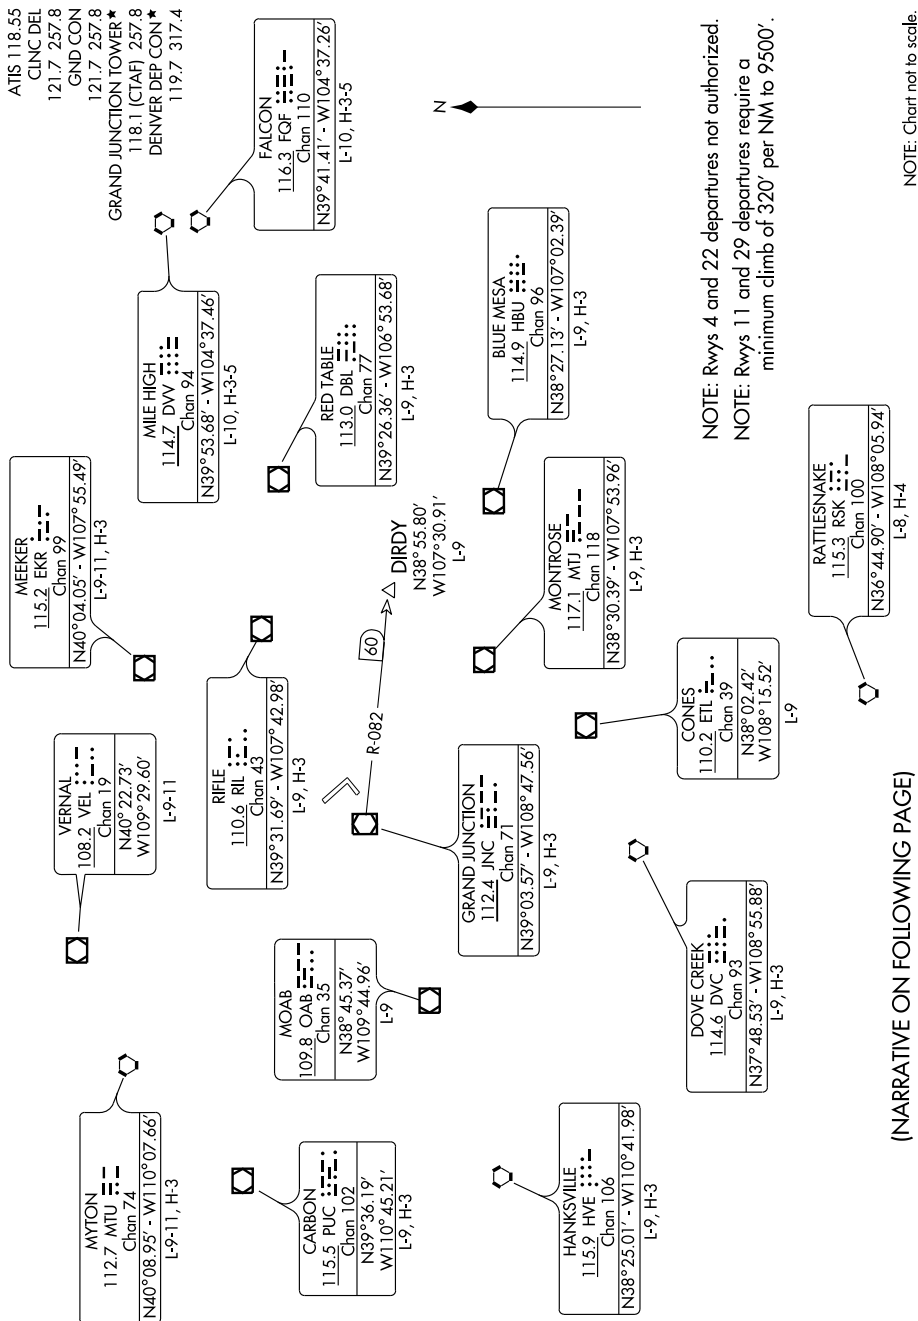 ATIS 118.55
CLNC DEL
121.7 257.8
GND CON
121.7 257.8
GRAND JUNCTION TOWER★
118.1 (CTAF) 257.8
DENVER DEP CON★
119.7 317.4
MEEKER
115.2 EKR
Chan 99
N40°04.05' - W107°55.49'
L-9-11, H-3
MILE HIGH
114.7 DVV
Chan 94
N39°53.68' - W104°37.46'
L-10, H-3-5
FALCON
116.3 FQF
Chan 110
N39°41.41' - W104°37.26'
L-10, H-3-5
VERNAL
108.2 VEL
Chan 19
N40°22.73'
W109°29.60'
L-9-11
MYTON
112.7 MTU
Chan 74
N40°08.95' - W110°07.66'
L-9-11, H-3
RIFLE
110.6 RIL
Chan 43
N39°31.69' - W107°42.98'
L-9, H-3
RED TABLE
113.0 DBL
Chan 77
N39°26.36' - W106°53.68'
L-9, H-3
CARBON
115.5 PUC
Chan 102
N39°36.19'
W110°45.21'
L-9, H-3
MOAB
109.8 OAB
Chan 35
N38°45.37'
W109°44.96'
L-9
R-082
60
DIRDY
N38°55.80'
W107°30.91'
L-9
N
GRAND JUNCTION
112.4 JNC
Chan 71
N39°03.57' - W108°47.56'
L-9, H-3
BLUE MESA
114.9 HBU
Chan 96
N38°27.13' - W107°02.39'
L-9, H-3
MONTROSE
117.1 MTJ
Chan 118
N38°30.39' - W107°53.96'
L-9, H-3
HANKSVILLE
115.9 HVE
Chan 106
N38°25.01' - W110°41.98'
L-9, H-3
DOVE CREEK
114.6 DVC
Chan 93
N37°48.53' - W108°55.88'
L-9, H-3
CONES
110.2 ETL
Chan 39
N38°02.42'
W108°15.52'
L-9
RATTLESNAKE
115.3 RSK
Chan 100
N36°44.90' - W108°05.94'
L-8, H-4
NOTE: Rwys 4 and 22 departures not authorized.
NOTE: Rwys 11 and 29 departures require a
minimum climb of 320' per NM to 9500'.
(NARRATIVE ON FOLLOWING PAGE)
NOTE: Chart not to scale.